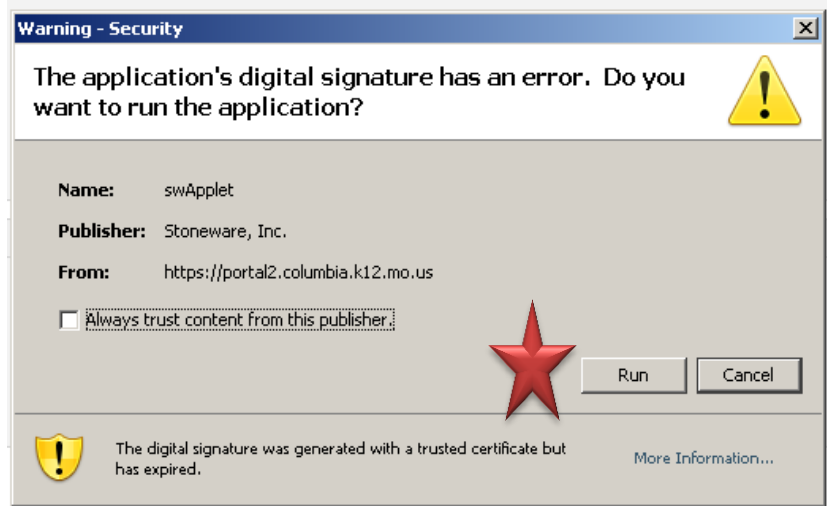 Warning - Security
The application's digital signature has an error. Do you
want to run the application?
Name: swApplet
Publisher: Stoneware, Inc.
From: https://portal2.columbia.k12.mo.us
Always trust content from this publisher.
Run Cancel
The digital signature was generated with a trusted certificate but
has expired.
More Information...